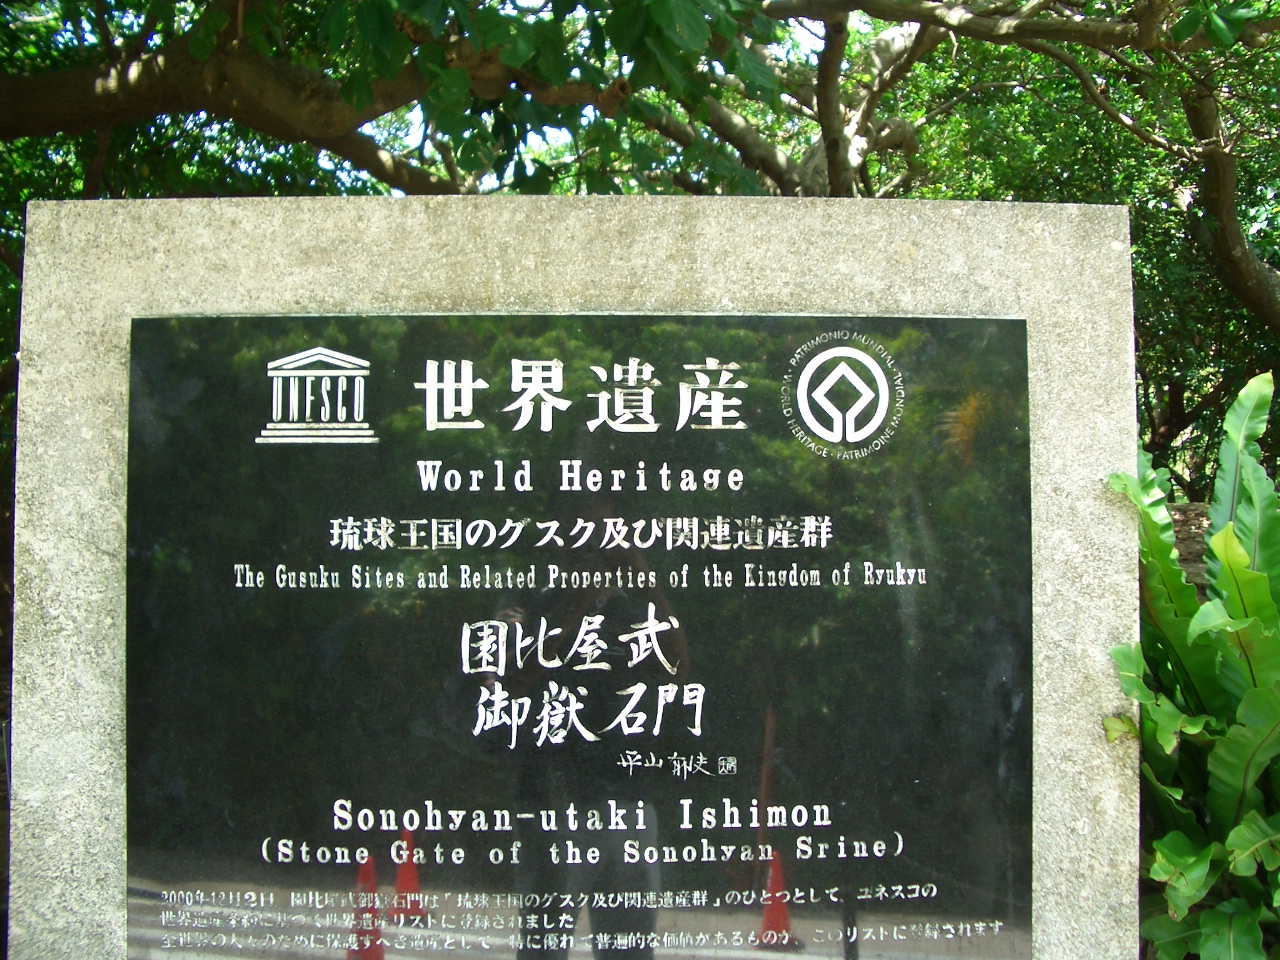 UNESCO
世界遺産
PATRIMONIO MUNDIAL · WORLD HERITAGE · PATRIMOINE MONDIAL
World Heritage
琉球王国のグスク及び関連遺産群
The Gusuku Sites and Related Properties of the Kingdom of Ryukyu
園比屋武
御嶽石門
平山郁夫
Sonohyan-utaki Ishimon
(Stone Gate of the Sonohyan Srine)
2000年12月2日 園比屋武御嶽石門は「琉球王国のグスク及び関連遺産群」のひとつとして、ユネスコの
世界遺産条約に基づく世界遺産リストに登録されました
全世界の人々のために保護すべき遺産として 特に優れて普遍的な価値があるものが、このリストに登録されます